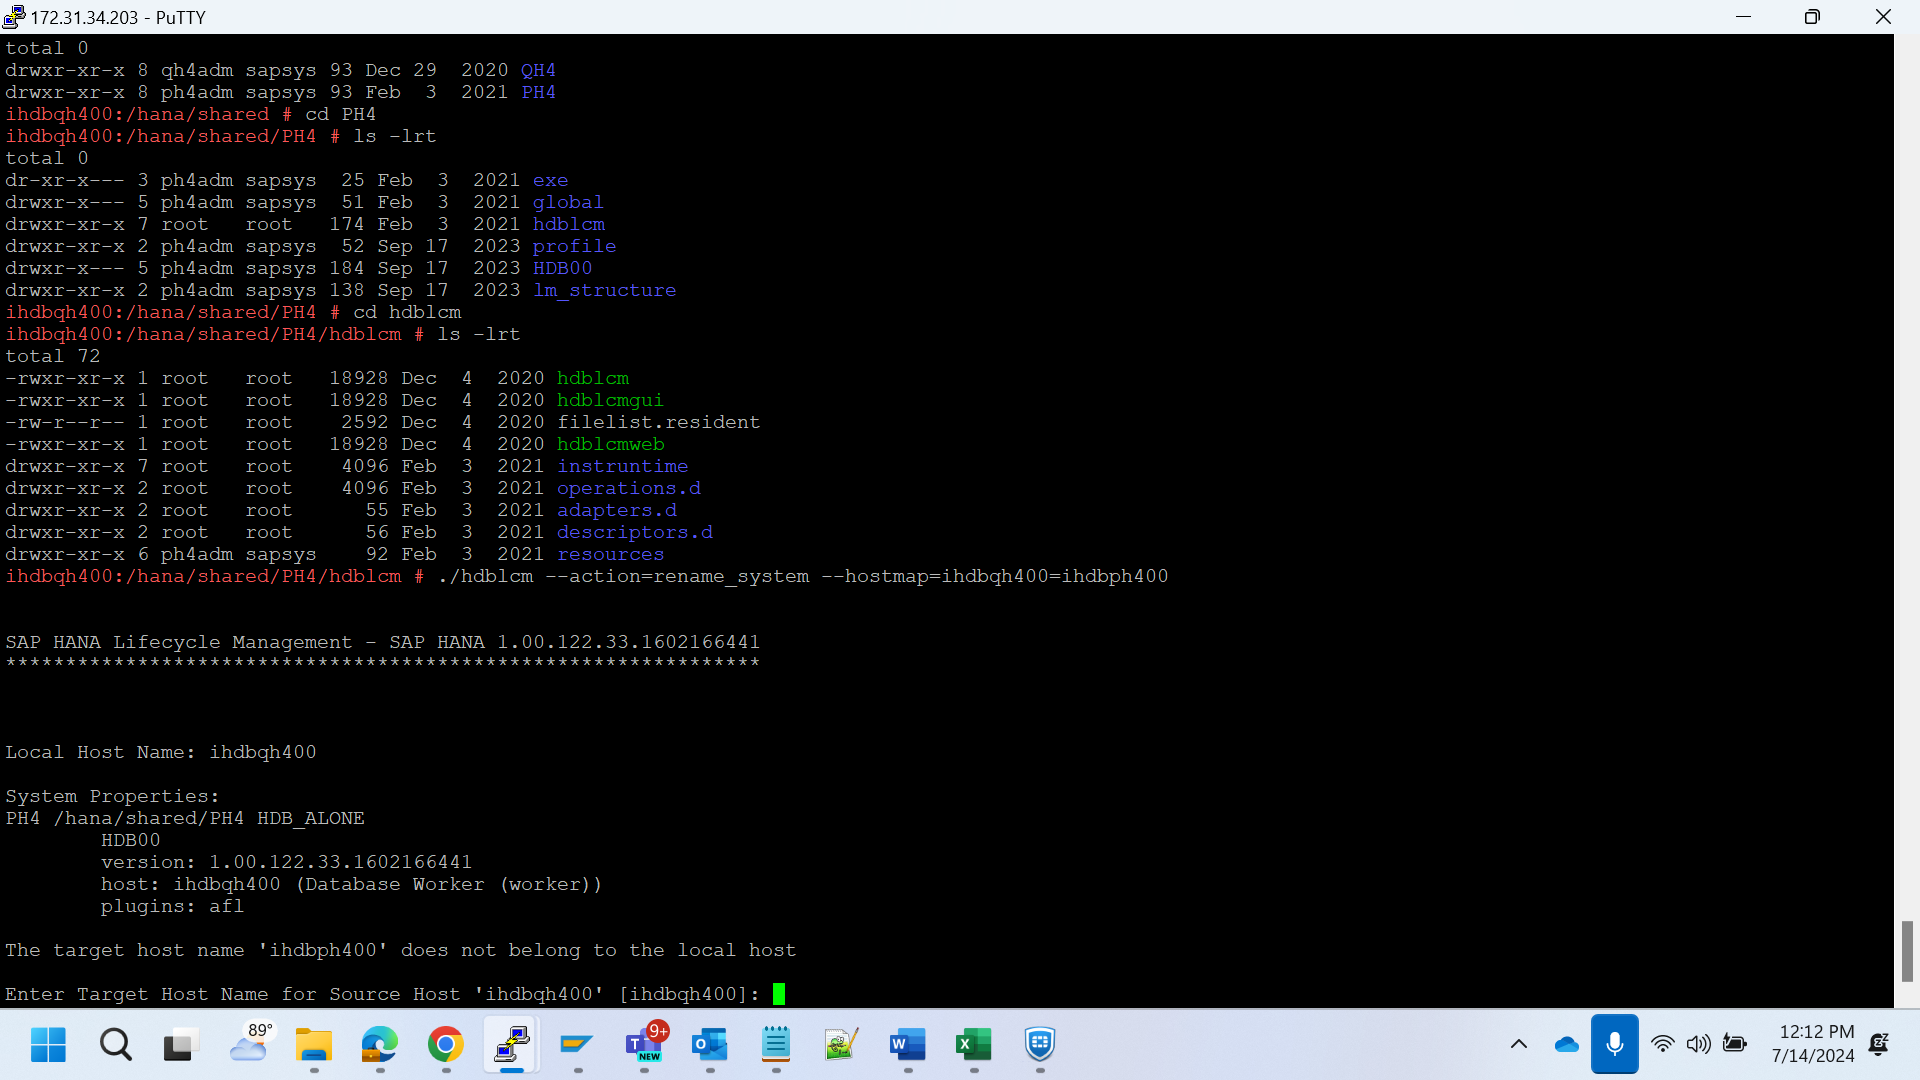 172.31.34.203 - PuTTY
total 0
drwxr-xr-x 8 qh4adm sapsys 93 Dec 29  2020 QH4
drwxr-xr-x 8 ph4adm sapsys 93 Feb  3  2021 PH4
ihdbqh400:/hana/shared # cd PH4
ihdbqh400:/hana/shared/PH4 # ls -lrt
total 0
dr-xr-x--- 3 ph4adm sapsys  25 Feb  3  2021 exe
drwxr-x--- 5 ph4adm sapsys  51 Feb  3  2021 global
drwxr-xr-x 7 root   root   174 Feb  3  2021 hdblcm
drwxr-xr-x 2 ph4adm sapsys  52 Sep 17  2023 profile
drwxr-x--- 5 ph4adm sapsys 184 Sep 17  2023 HDB00
drwxr-xr-x 2 ph4adm sapsys 138 Sep 17  2023 lm_structure
ihdbqh400:/hana/shared/PH4 # cd hdblcm
ihdbqh400:/hana/shared/PH4/hdblcm # ls -lrt
total 72
-rwxr-xr-x 1 root   root   18928 Dec  4  2020 hdblcm
-rwxr-xr-x 1 root   root   18928 Dec  4  2020 hdblcmgui
-rw-r--r-- 1 root   root    2592 Dec  4  2020 filelist.resident
-rwxr-xr-x 1 root   root   18928 Dec  4  2020 hdblcmweb
drwxr-xr-x 7 root   root    4096 Feb  3  2021 instruntime
drwxr-xr-x 2 root   root    4096 Feb  3  2021 operations.d
drwxr-xr-x 2 root   root      55 Feb  3  2021 adapters.d
drwxr-xr-x 2 root   root      56 Feb  3  2021 descriptors.d
drwxr-xr-x 6 ph4adm sapsys    92 Feb  3  2021 resources
ihdbqh400:/hana/shared/PH4/hdblcm # ./hdblcm --action=rename_system --hostmap=ihdbqh400=ihdbph400
SAP HANA Lifecycle Management - SAP HANA 1.00.122.33.1602166441
***************************************************************
Local Host Name: ihdbqh400
System Properties:
PH4 /hana/shared/PH4 HDB_ALONE
HDB00
version: 1.00.122.33.1602166441
host: ihdbqh400 (Database Worker (worker))
plugins: afl
The target host name 'ihdbph400' does not belong to the local host
Enter Target Host Name for Source Host 'ihdbqh400' [ihdbqh400]:
89°
9+
NEW
12:12 PM
7/14/2024